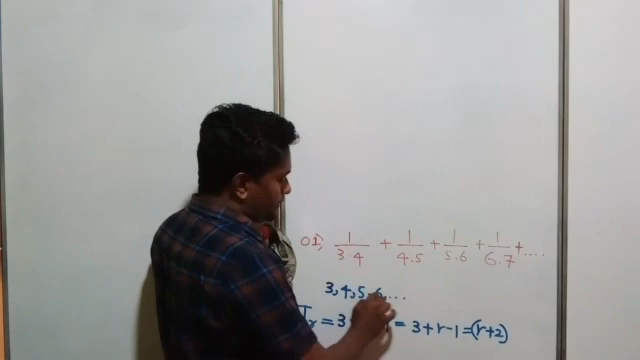 01) 1/3.4 + 1/4.5 + 1/5.6 + 1/6.7 + ....
3,4,5,6,...
Tr = 3 = 3+r-1 = (r+2)